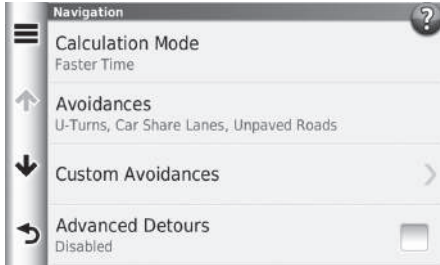 Navigation
?
Calculation Mode
Faster Time
Avoidances
U-Turns, Car Share Lanes, Unpaved Roads
Custom Avoidances
Advanced Detours
Disabled